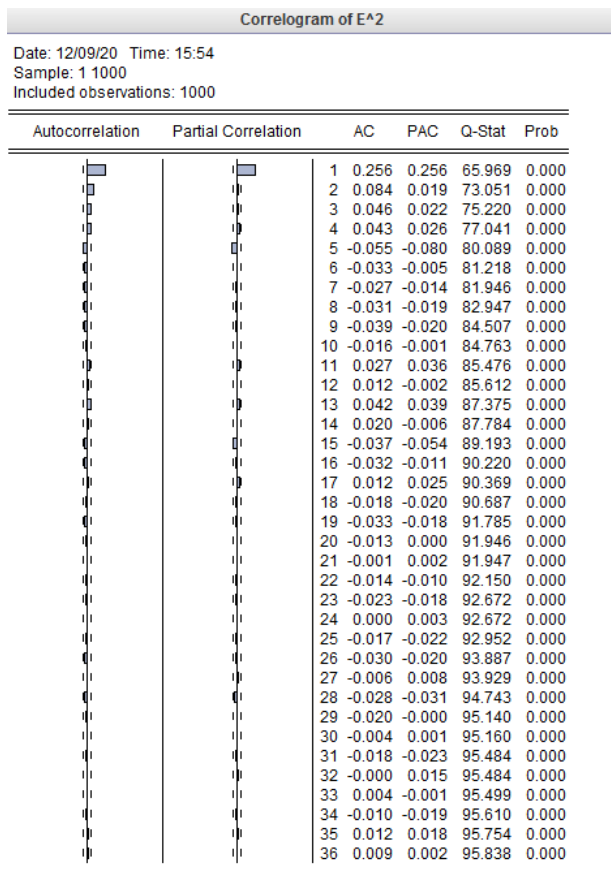 Correlogram of E^2
Date: 12/09/20 Time: 15:54
Sample: 1 1000
Included observations: 1000
Autocorrelation Partial Correlation AC PAC Q-Stat Prob
1 0.256 0.256 65.969 0.000
2 0.084 0.019 73.051 0.000
3 0.046 0.022 75.220 0.000
4 0.043 0.026 77.041 0.000
5 -0.055 -0.080 80.089 0.000
6 -0.033 -0.005 81.218 0.000
7 -0.027 -0.014 81.946 0.000
8 -0.031 -0.019 82.947 0.000
9 -0.039 -0.020 84.507 0.000
10 -0.016 -0.001 84.763 0.000
11 0.027 0.036 85.476 0.000
12 0.012 -0.002 85.612 0.000
13 0.042 0.039 87.375 0.000
14 0.020 -0.006 87.784 0.000
15 -0.037 -0.054 89.193 0.000
16 -0.032 -0.011 90.220 0.000
17 0.012 0.025 90.369 0.000
18 -0.018 -0.020 90.687 0.000
19 -0.033 -0.018 91.785 0.000
20 -0.013 0.000 91.946 0.000
21 -0.001 0.002 91.947 0.000
22 -0.014 -0.010 92.150 0.000
23 -0.023 -0.018 92.672 0.000
24 0.000 0.003 92.672 0.000
25 -0.017 -0.022 92.952 0.000
26 -0.030 -0.020 93.887 0.000
27 -0.006 0.008 93.929 0.000
28 -0.028 -0.031 94.743 0.000
29 -0.020 -0.000 95.140 0.000
30 -0.004 0.001 95.160 0.000
31 -0.018 -0.023 95.484 0.000
32 -0.000 0.015 95.484 0.000
33 0.004 -0.001 95.499 0.000
34 -0.010 -0.019 95.610 0.000
35 0.012 0.018 95.754 0.000
36 0.009 0.002 95.838 0.000